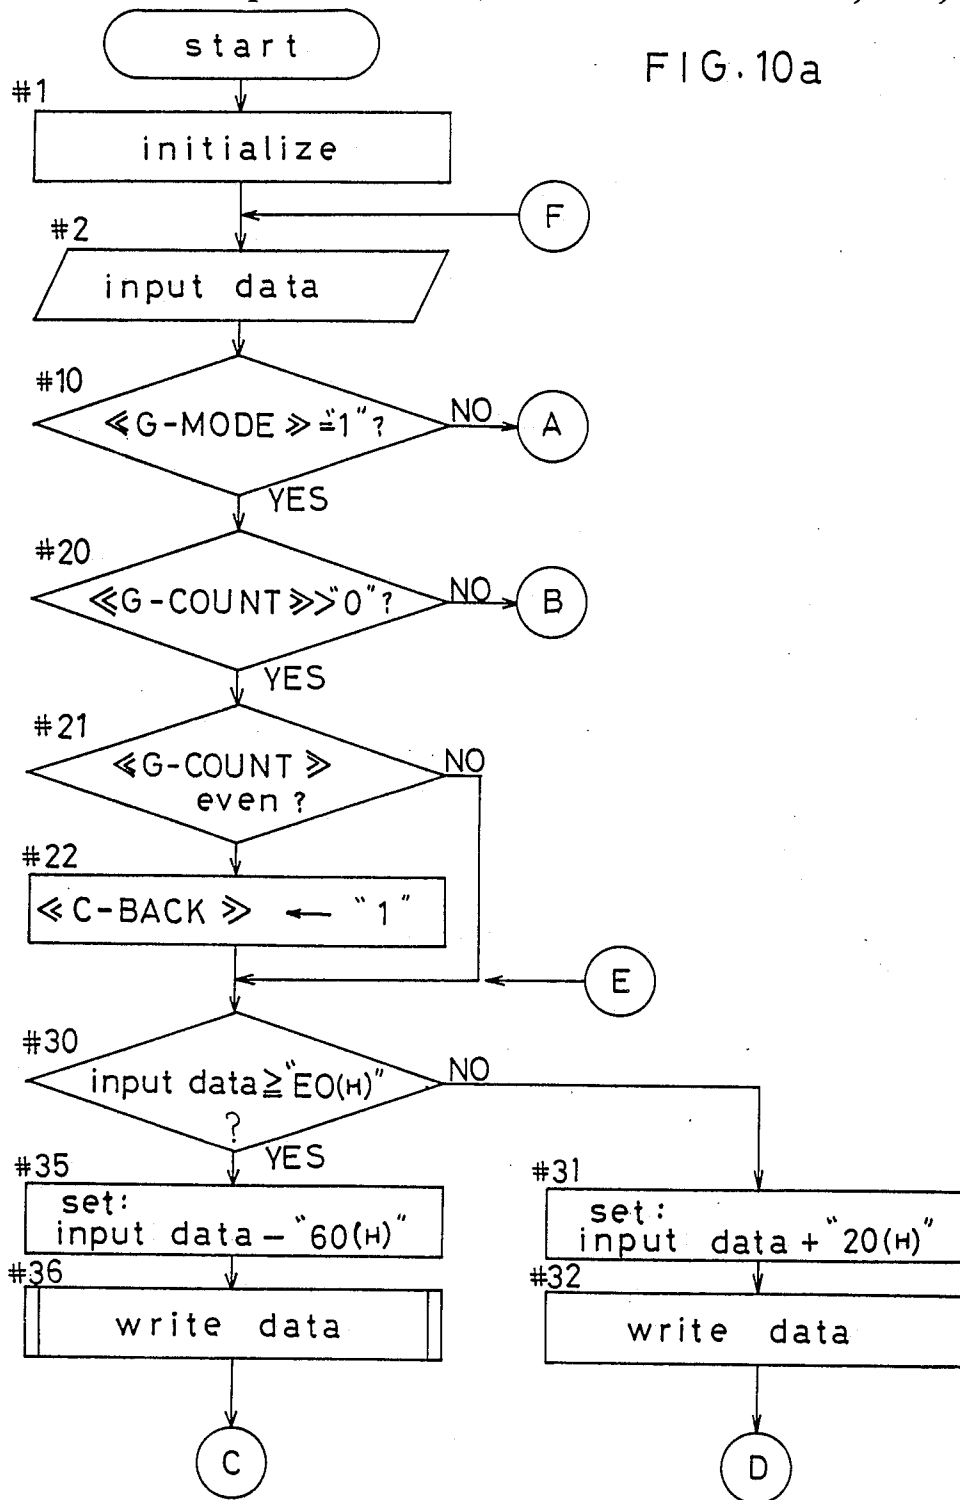 start
FIG.10a
#1
initialize
F
#2
input data
#10
≪G-MODE≫="1"?
NO
A
YES
#20
≪G-COUNT≫>"0"?
NO
B
YES
#21
≪G-COUNT≫
even?
NO
#22
≪C-BACK≫ ← "1"
E
#30
input data≧"E0(H)"
?
NO
YES
#35
set:
input data-"60(H)"
#31
set:
input data+"20(H)"
#36
write data
#32
write data
C
D